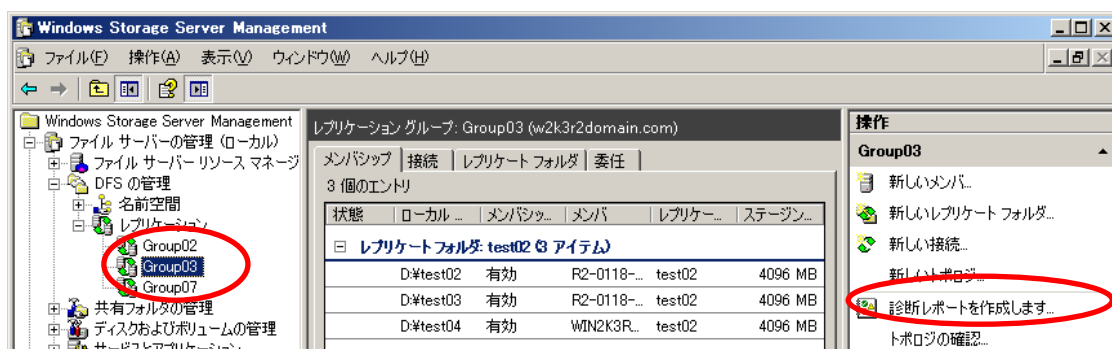 Windows Storage Server Management
ファイル(F) 操作(A) 表示(V) ウィンドウ(W) ヘルプ(H)
Windows Storage Server Management
ファイル サーバーの管理 (ローカル)
ファイル サーバー リソース マネージ
DFS の管理
名前空間
レプリケーション
Group02
Group03
Group07
共有フォルダの管理
ディスクおよびボリュームの管理
サービスとアプリケーション
レプリケーション グループ: Group03 (w2k3r2domain.com)
メンバシップ 接続 レプリケート フォルダ 委任
3 個のエントリ
状態 ローカル ... メンバシッ... メンバ レプリケー... ステージン...
レプリケート フォルダ: test02 (3 アイテム)
D:¥test02 有効 R2-0118-... test02 4096 MB
D:¥test03 有効 R2-0118-... test02 4096 MB
D:¥test04 有効 WIN2K3R... test02 4096 MB
操作
Group03
新しいメンバ...
新しいレプリケート フォルダ...
新しい接続...
新しいトポロジ...
診断レポートを作成します...
トポロジの確認...